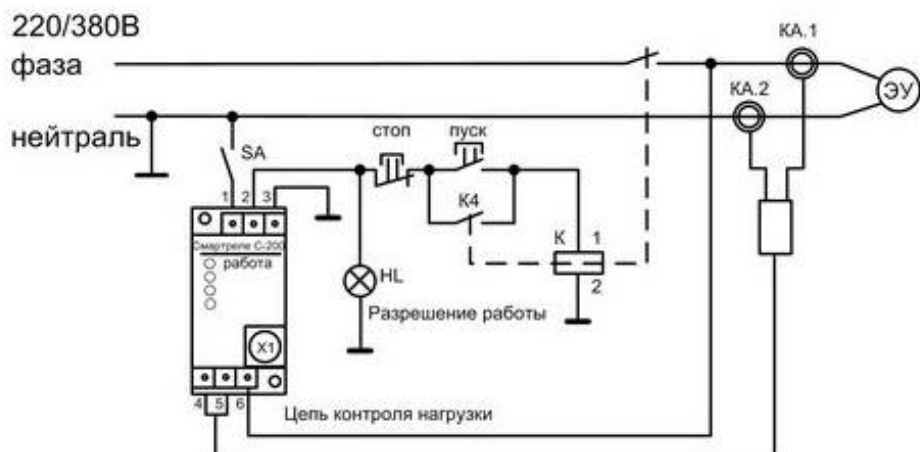 220/380В
фаза
КА.1
КА.2
ЭУ
нейтраль
стоп
пуск
SA
1 2 3
К4
Смартреле С-200
работа
К
1
2
HL
Разрешение работы
X1
4 5 6
Цепь контроля нагрузки